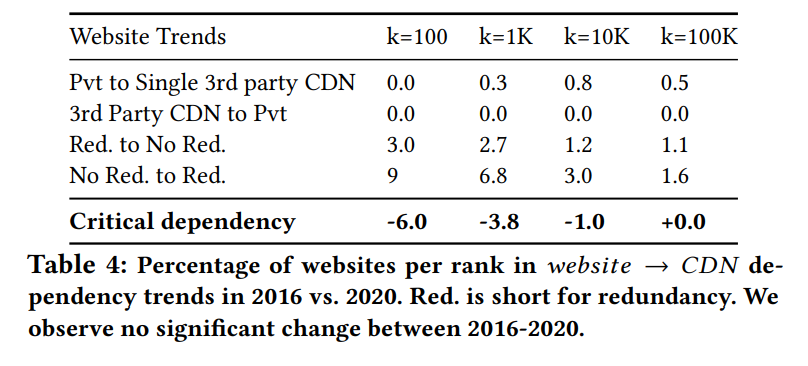 Website Trends k=100 k=1K k=10K k=100K
Pvt to Single 3rd party CDN 0.0 0.3 0.8 0.5
3rd Party CDN to Pvt 0.0 0.0 0.0 0.0
Red. to No Red. 3.0 2.7 1.2 1.1
No Red. to Red. 9 6.8 3.0 1.6
Critical dependency -6.0 -3.8 -1.0 +0.0
Table 4: Percentage of websites per rank in website → CDN de-
pendency trends in 2016 vs. 2020. Red. is short for redundancy. We
observe no significant change between 2016-2020.